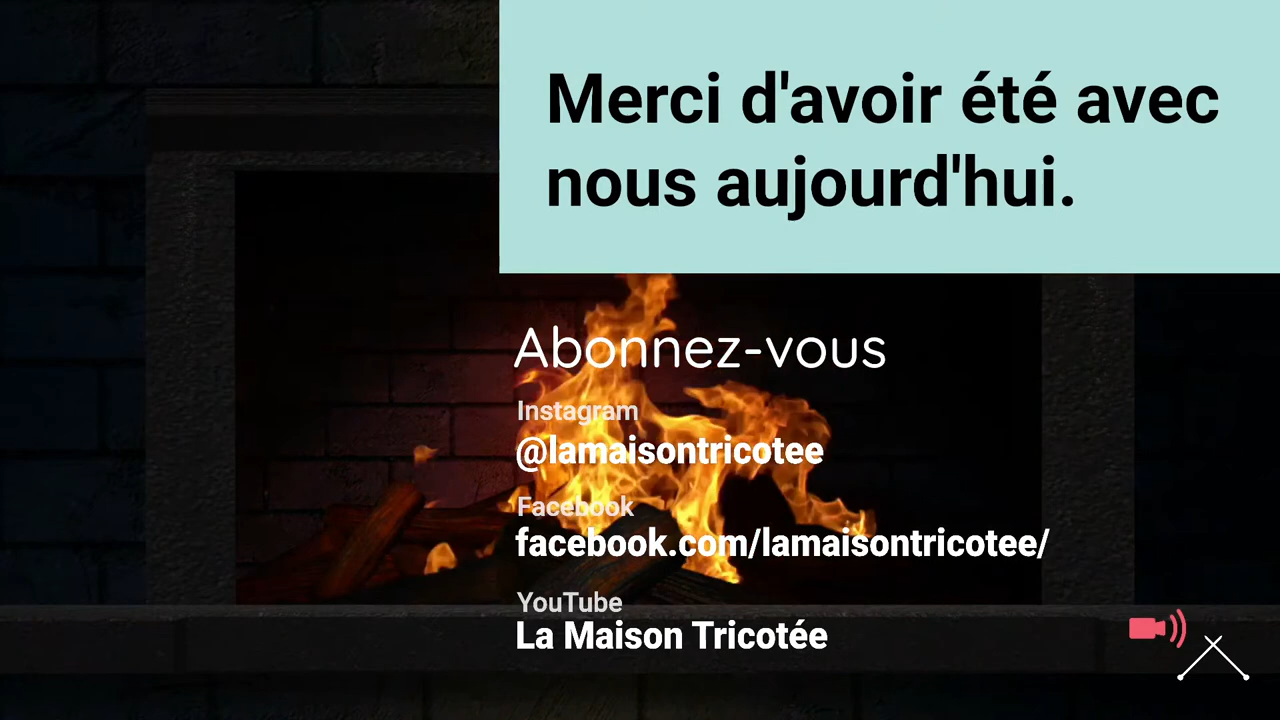 Merci d'avoir été avec
nous aujourd'hui.
Abonnez-vous
Instagram
@lamaisontricotee
Facebook
facebook.com/lamaisontricotee/
YouTube
La Maison Tricotée